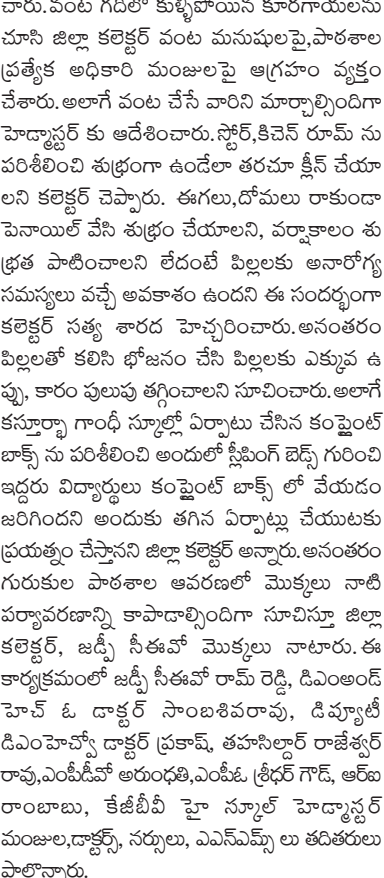 చారు.వంట గదిలో కుళ్ళిపోయిన కూరగాయలను
చూసి జిల్లా కలెక్టర్ వంట మనుషులపై,పాఠశాల
ప్రత్యేక అధికారి మంజులపై ఆగ్రహం వ్యక్తం
చేశారు.అలాగే వంట చేసే వారిని మార్చాల్సిందిగా
హెడ్మాస్టర్ కు ఆదేశించారు.స్టోర్,కిచెన్ రూమ్ ను
పరిశీలించి శుభ్రంగా ఉండేలా తరచూ క్లీన్ చేయా
లని కలెక్టర్ చెప్పారు. ఈగలు,దోమలు రాకుండా
పెనాయిల్ వేసి శుభ్రం చేయాలని, వర్షాకాలం శు
భ్రత పాటించాలని లేదంటే పిల్లలకు అనారోగ్య
సమస్యలు వచ్చే అవకాశం ఉందని ఈ సందర్భంగా
కలెక్టర్ సత్య శారద హెచ్చరించారు.అనంతరం
పిల్లలతో కలిసి భోజనం చేసి పిల్లలకు ఎక్కువ ఉ
ప్పు, కారం పులుపు తగ్గించాలని సూచించారు.అలాగే
కస్తూర్భా గాంధీ స్కూల్లో ఏర్పాటు చేసిన కంప్లైంట్
బాక్స్ ను పరిశీలించి అందులో స్లీపింగ్ బెడ్స్ గురించి
ఇద్దరు విద్యార్థులు కంప్లైంట్ బాక్స్ లో వేయడం
జరిగిందని అందుకు తగిన ఏర్పాట్లు చేయుటకు
ప్రయత్నం చేస్తానని జిల్లా కలెక్టర్ అన్నారు.అనంతరం
గురుకుల పాఠశాల ఆవరణలో మొక్కలు నాటి
పర్యావరణాన్ని కాపాడాల్సిందిగా సూచిస్తూ జిల్లా
కలెక్టర్, జడ్పీ సీఈవో మొక్కలు నాటారు.ఈ
కార్యక్రమంలో జడ్పీ సీఈవో రామ్ రెడ్డి, డిఎంఅండ్
హెచ్ ఓ డాక్టర్ సాంబశివరావు, డిప్యూటీ
డిఎంహెచ్వో డాక్టర్ ప్రకాష్, తహసిల్దార్ రాజేశ్వర్
రావు,ఎంపీడీవో అరుంధతి,ఎంపీఓ శ్రీధర్ గౌడ్, ఆర్ఐ
రాంబాబు, కేజీబీవీ హై స్కూల్ హెడ్మాస్టర్
మంజుల,డాక్టర్స్, నర్సులు, ఎఎన్ఎమ్స్ లు తదితరులు
పాల్గొన్నారు.